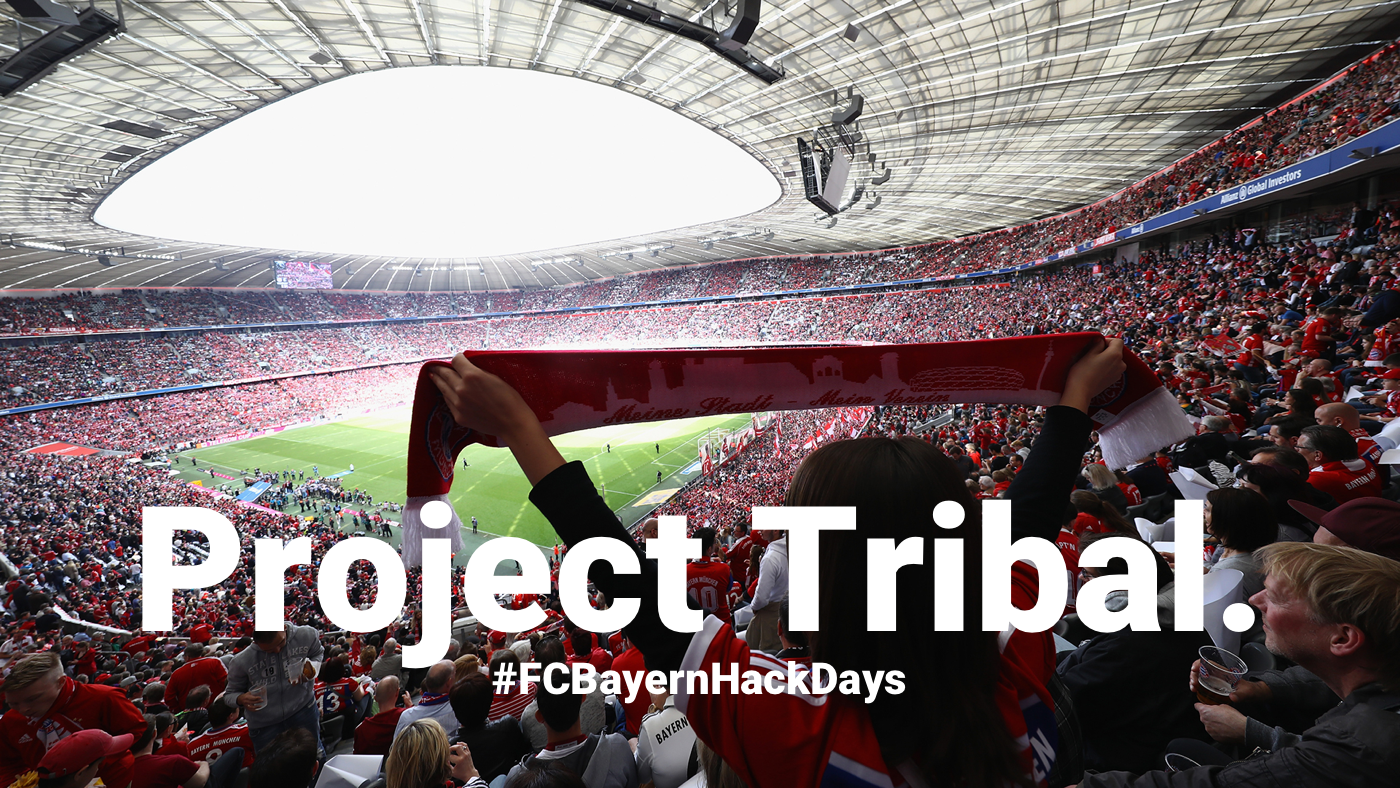 Allianz Global Investors
Meine Stadt - Mein Verein
Project Tribal.
#FCBayernHackDays
BAYERN